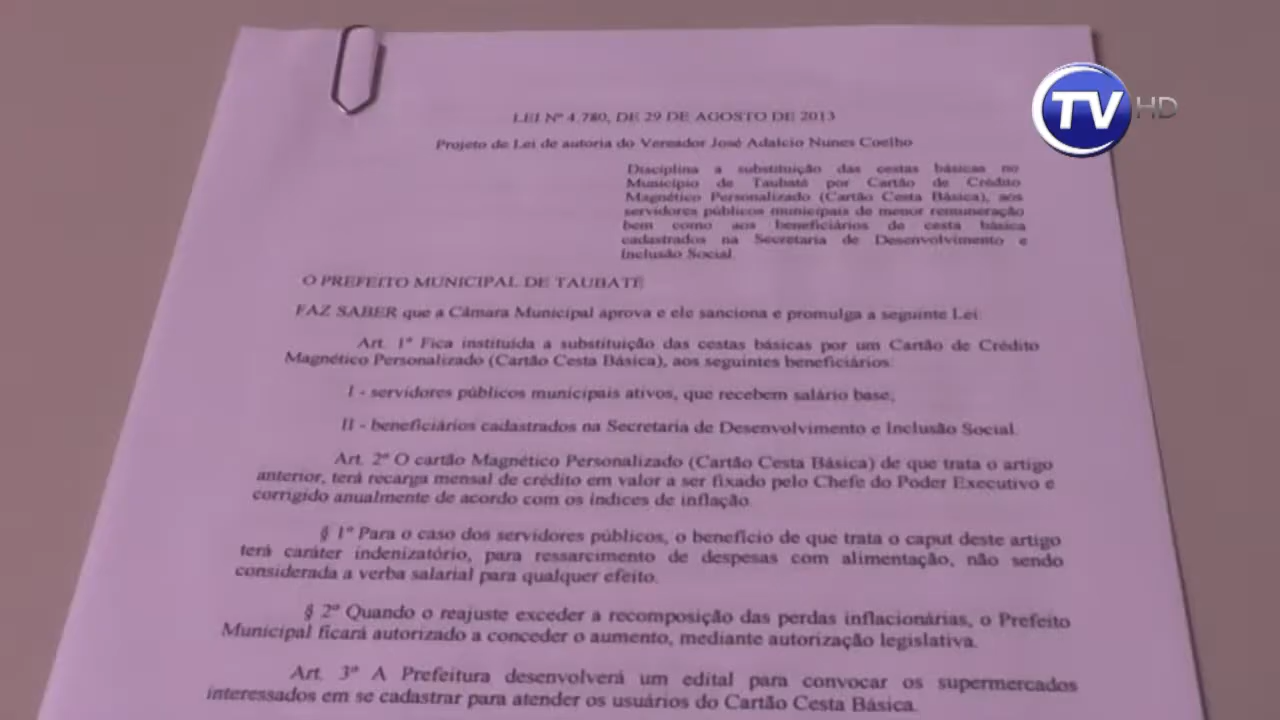 TV HD
LEI Nº 4.780, DE 29 DE AGOSTO DE 2013
Projeto de Lei de autoria do Vereador José Adalcio Nunes Coelho
Disciplina a substituição das cestas básicas no
Município de Taubaté por Cartão de Crédito
Magnético Personalizado (Cartão Cesta Básica), aos
servidores públicos municipais de menor remuneração
bem como aos beneficiários de cesta básica
cadastrados na Secretaria de Desenvolvimento e
Inclusão Social.
O PREFEITO MUNICIPAL DE TAUBATÉ
FAZ SABER que a Câmara Municipal aprova e ele sanciona e promulga a seguinte Lei:
Art. 1º Fica instituída a substituição das cestas básicas por um Cartão de Crédito
Magnético Personalizado (Cartão Cesta Básica), aos seguintes beneficiários:
I - servidores públicos municipais ativos, que recebem salário base;
II - beneficiários cadastrados na Secretaria de Desenvolvimento e Inclusão Social.
Art. 2º O cartão Magnético Personalizado (Cartão Cesta Básica) de que trata o artigo
anterior, terá recarga mensal de crédito em valor a ser fixado pelo Chefe do Poder Executivo e
corrigido anualmente de acordo com os índices de inflação.
§ 1º Para o caso dos servidores públicos, o benefício de que trata o caput deste artigo
terá caráter indenizatório, para ressarcimento de despesas com alimentação, não sendo
considerada a verba salarial para qualquer efeito.
§ 2º Quando o reajuste exceder a recomposição das perdas inflacionárias, o Prefeito
Municipal ficará autorizado a conceder o aumento, mediante autorização legislativa.
Art. 3º A Prefeitura desenvolverá um edital para convocar os supermercados
interessados em se cadastrar para atender os usuários do Cartão Cesta Básica.